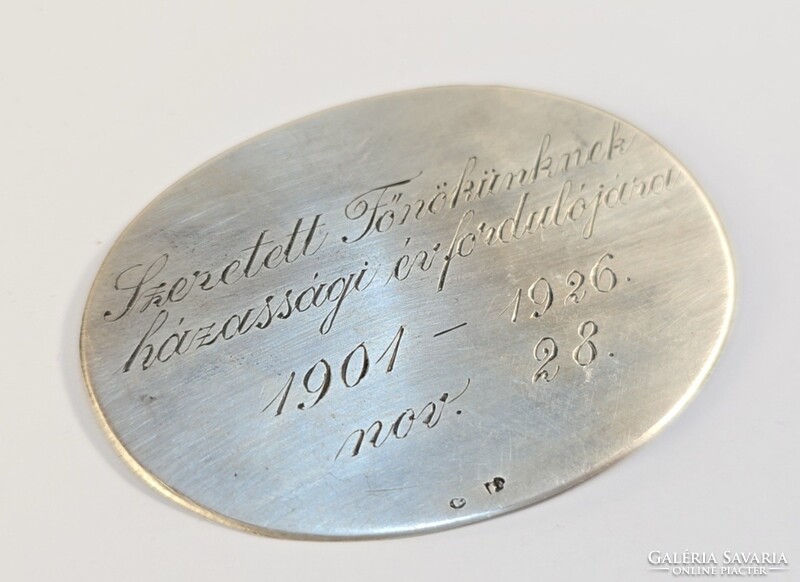 Szeretett Főnökünknek
házassági évfordulójára
1901 – 1926.
nov. 28.
GALÉRIA SAVARIA
ONLINE PIACTÉR